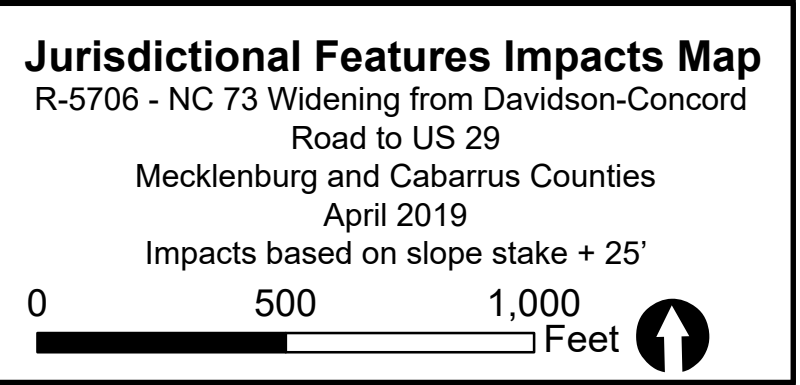 Jurisdictional Features Impacts Map
R-5706 - NC 73 Widening from Davidson-Concord
Road to US 29
Mecklenburg and Cabarrus Counties
April 2019
Impacts based on slope stake + 25’
0 500 1,000
Feet